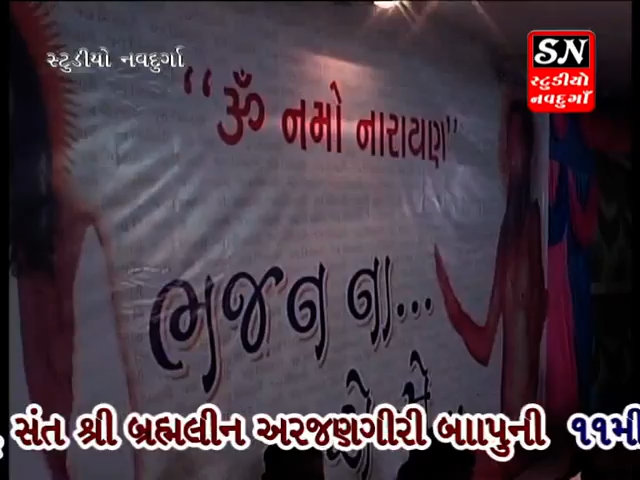 સ્ટુડીયો નવદુર્ગા
SN
સ્ટુડીયો
નવદુર્ગા
“ૐ નમો નારાયણ”
ભજન ના...
સંત શ્રી બ્રહ્મલીન અરજણગીરી બાાપુની ૧૧મી